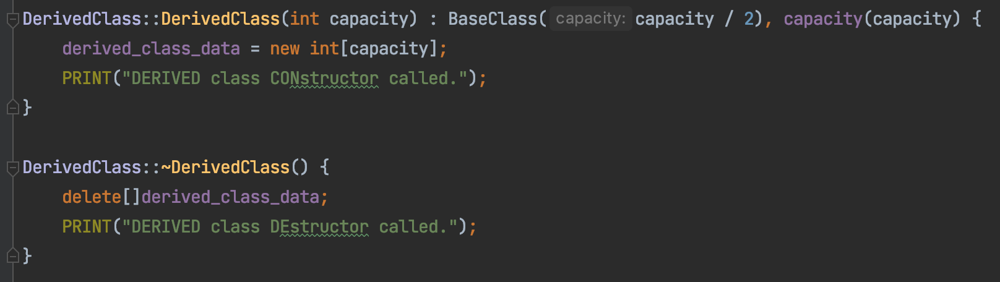 DerivedClass::DerivedClass(int capacity) : BaseClass( capacity: capacity / 2), capacity(capacity) {
    derived_class_data = new int[capacity];
    PRINT("DERIVED class CONstructor called.");
}
DerivedClass::~DerivedClass() {
    delete[]derived_class_data;
    PRINT("DERIVED class DEstructor called.");
}